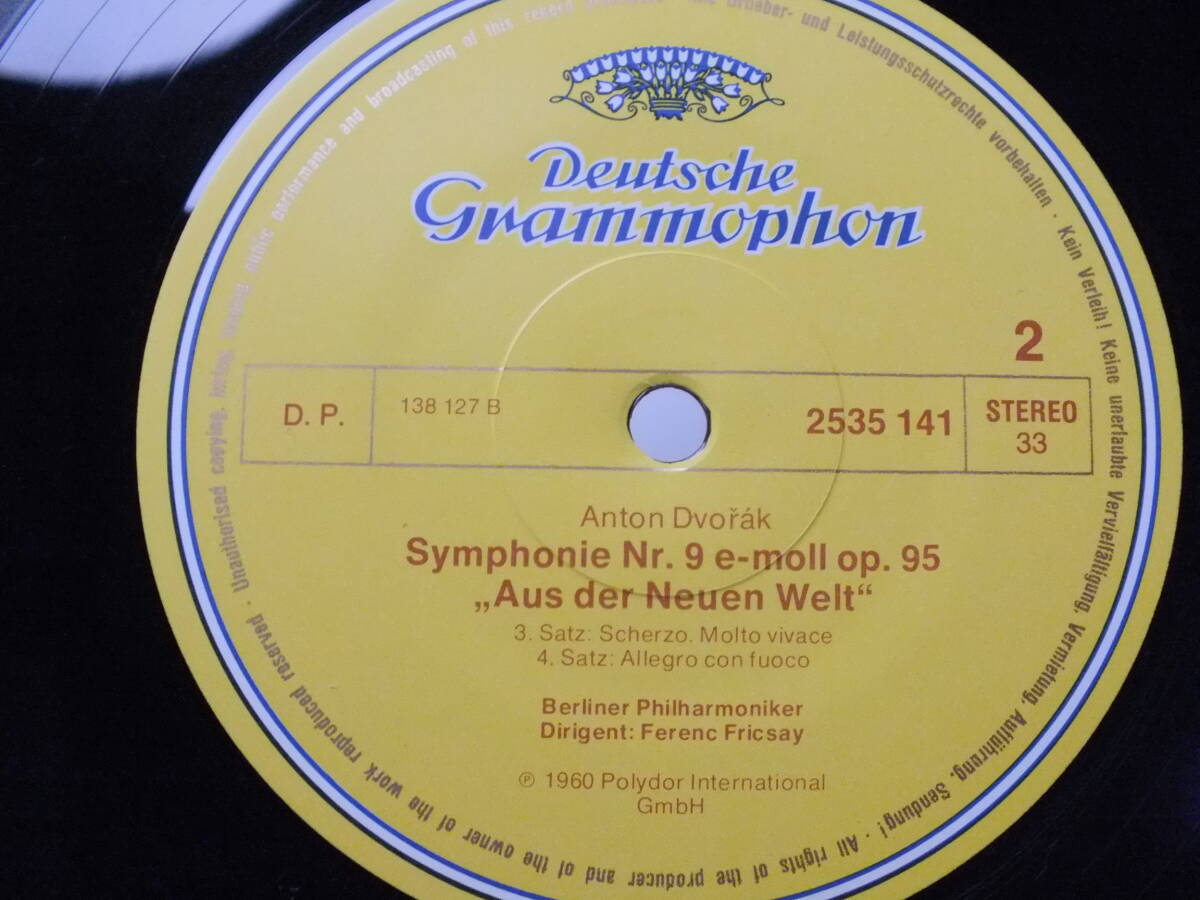 Deutsche
Grammophon
2
D. P.
138 127 B
2535 141
STEREO
33
Anton Dvořák
Symphonie Nr. 9 e-moll op. 95
„Aus der Neuen Welt“
3. Satz: Scherzo. Molto vivace
4. Satz: Allegro con fuoco
Berliner Philharmoniker
Dirigent: Ferenc Fricsay
℗ 1960 Polydor International
GmbH
Urheber- und Leistungsschutzrechte vorbehalten · Kein Verleih! Keine unerlaubte Vervielfältigung, Vermietung, Aufführung, Sendung! · All rights of the producer and of the owner of the work reproduced reserved · Unauthorised copying, hiring, public performance and broadcasting of this record